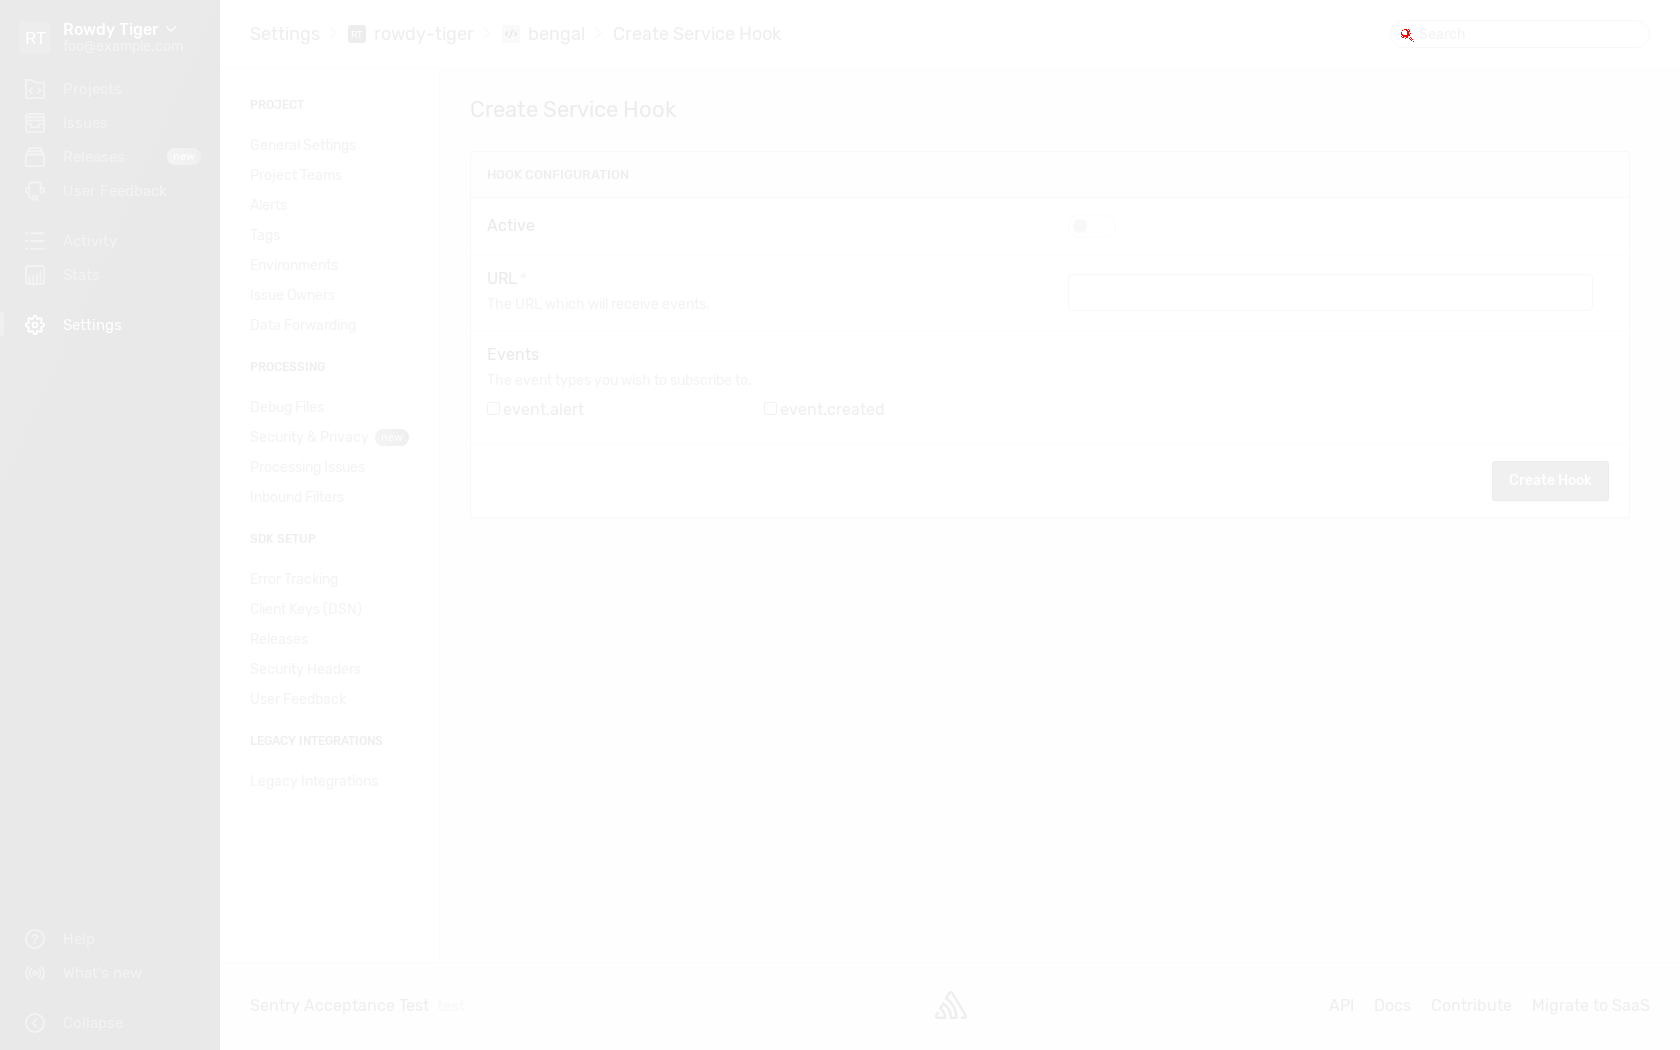 RT
Rowdy Tiger
foo@example.com
Projects
Issues
Releases new
User Feedback
Activity
Stats
Settings
Help
What's new
Collapse
Settings RT rowdy-tiger </> bengal Create Service Hook
Search
PROJECT
General Settings
Project Teams
Alerts
Tags
Environments
Issue Owners
Data Forwarding
PROCESSING
Debug Files
Security & Privacy new
Processing Issues
Inbound Filters
SDK SETUP
Error Tracking
Client Keys (DSN)
Releases
Security Headers
User Feedback
LEGACY INTEGRATIONS
Legacy Integrations
Create Service Hook
HOOK CONFIGURATION
Active
URL *
The URL which will receive events.
Events
The event types you wish to subscribe to.
event.alert event.created
Create Hook
Sentry Acceptance Test test
API Docs Contribute Migrate to SaaS